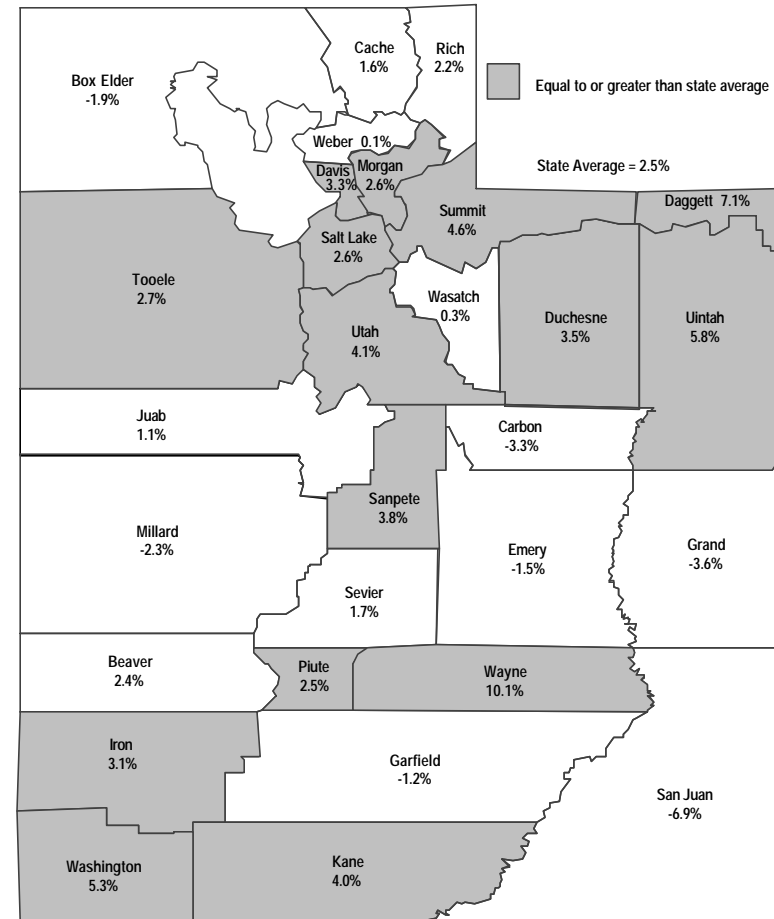 Cache
1.6%
Rich
2.2%
Box Elder
-1.9%
Equal to or greater than state average
Weber 0.1%
State Average = 2.5%
Davis
3.3%
Morgan
2.6%
Daggett 7.1%
Summit
4.6%
Salt Lake
2.6%
Tooele
2.7%
Wasatch
0.3%
Duchesne
3.5%
Uintah
5.8%
Utah
4.1%
Juab
1.1%
Carbon
-3.3%
Sanpete
3.8%
Millard
-2.3%
Emery
-1.5%
Grand
-3.6%
Sevier
1.7%
Beaver
2.4%
Piute
2.5%
Wayne
10.1%
Iron
3.1%
Garfield
-1.2%
San Juan
-6.9%
Washington
5.3%
Kane
4.0%